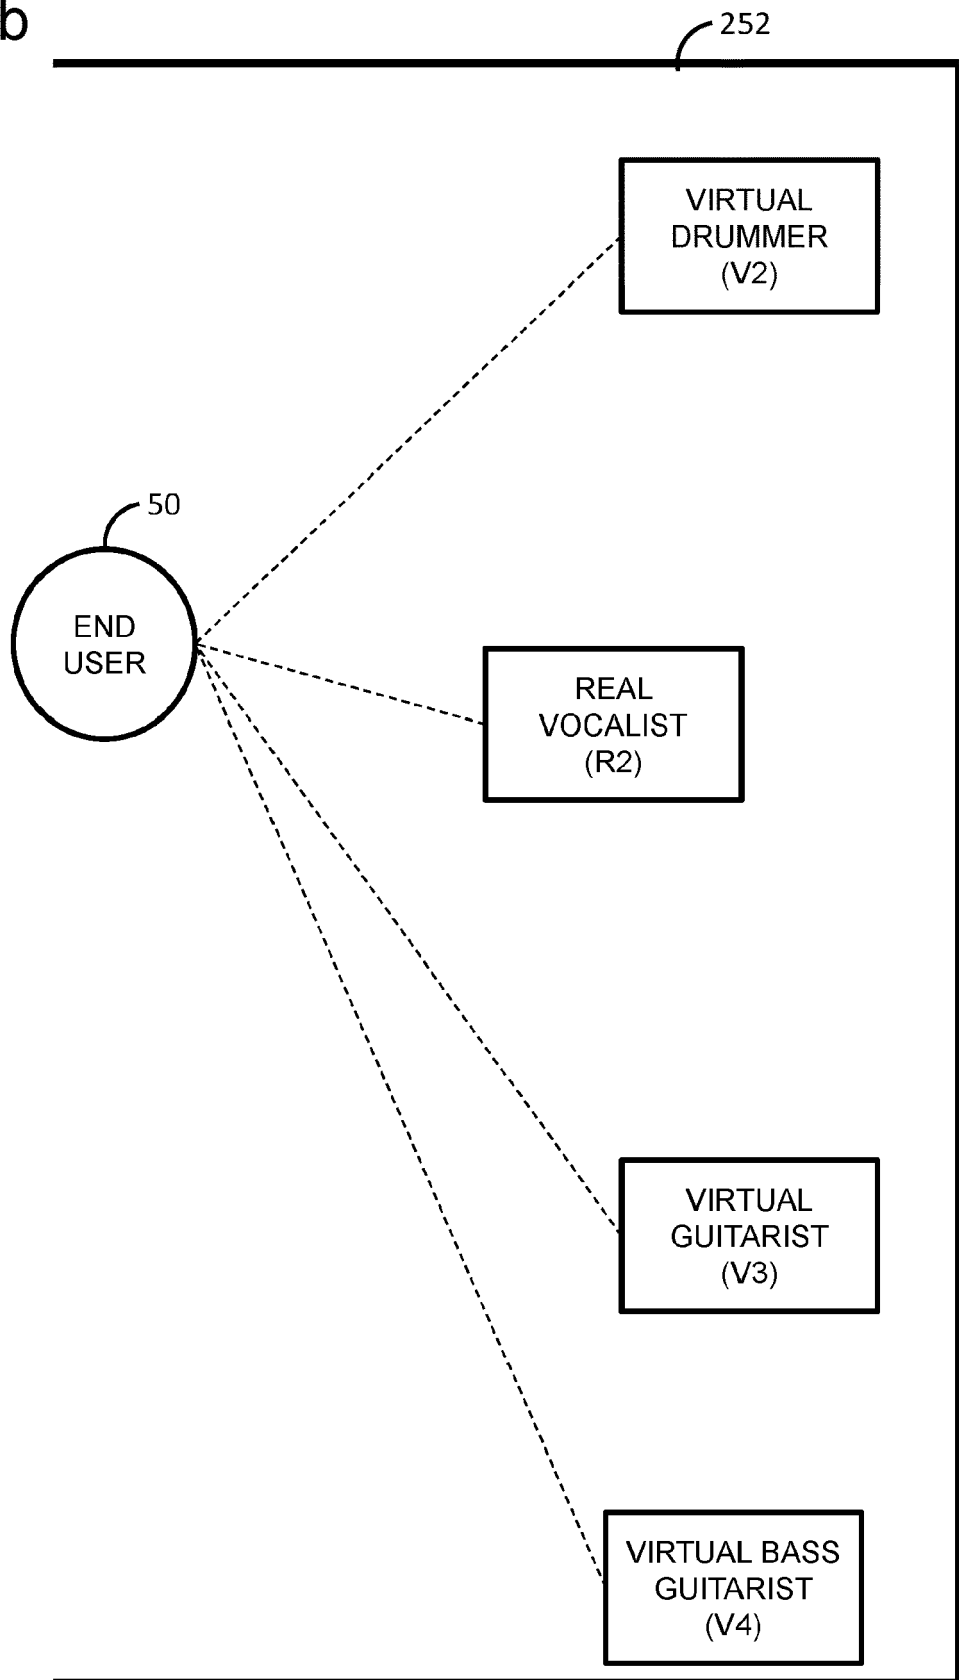 b
252
VIRTUAL
DRUMMER
(V2)
50
END
USER
REAL
VOCALIST
(R2)
VIRTUAL
GUITARIST
(V3)
VIRTUAL BASS
GUITARIST
(V4)